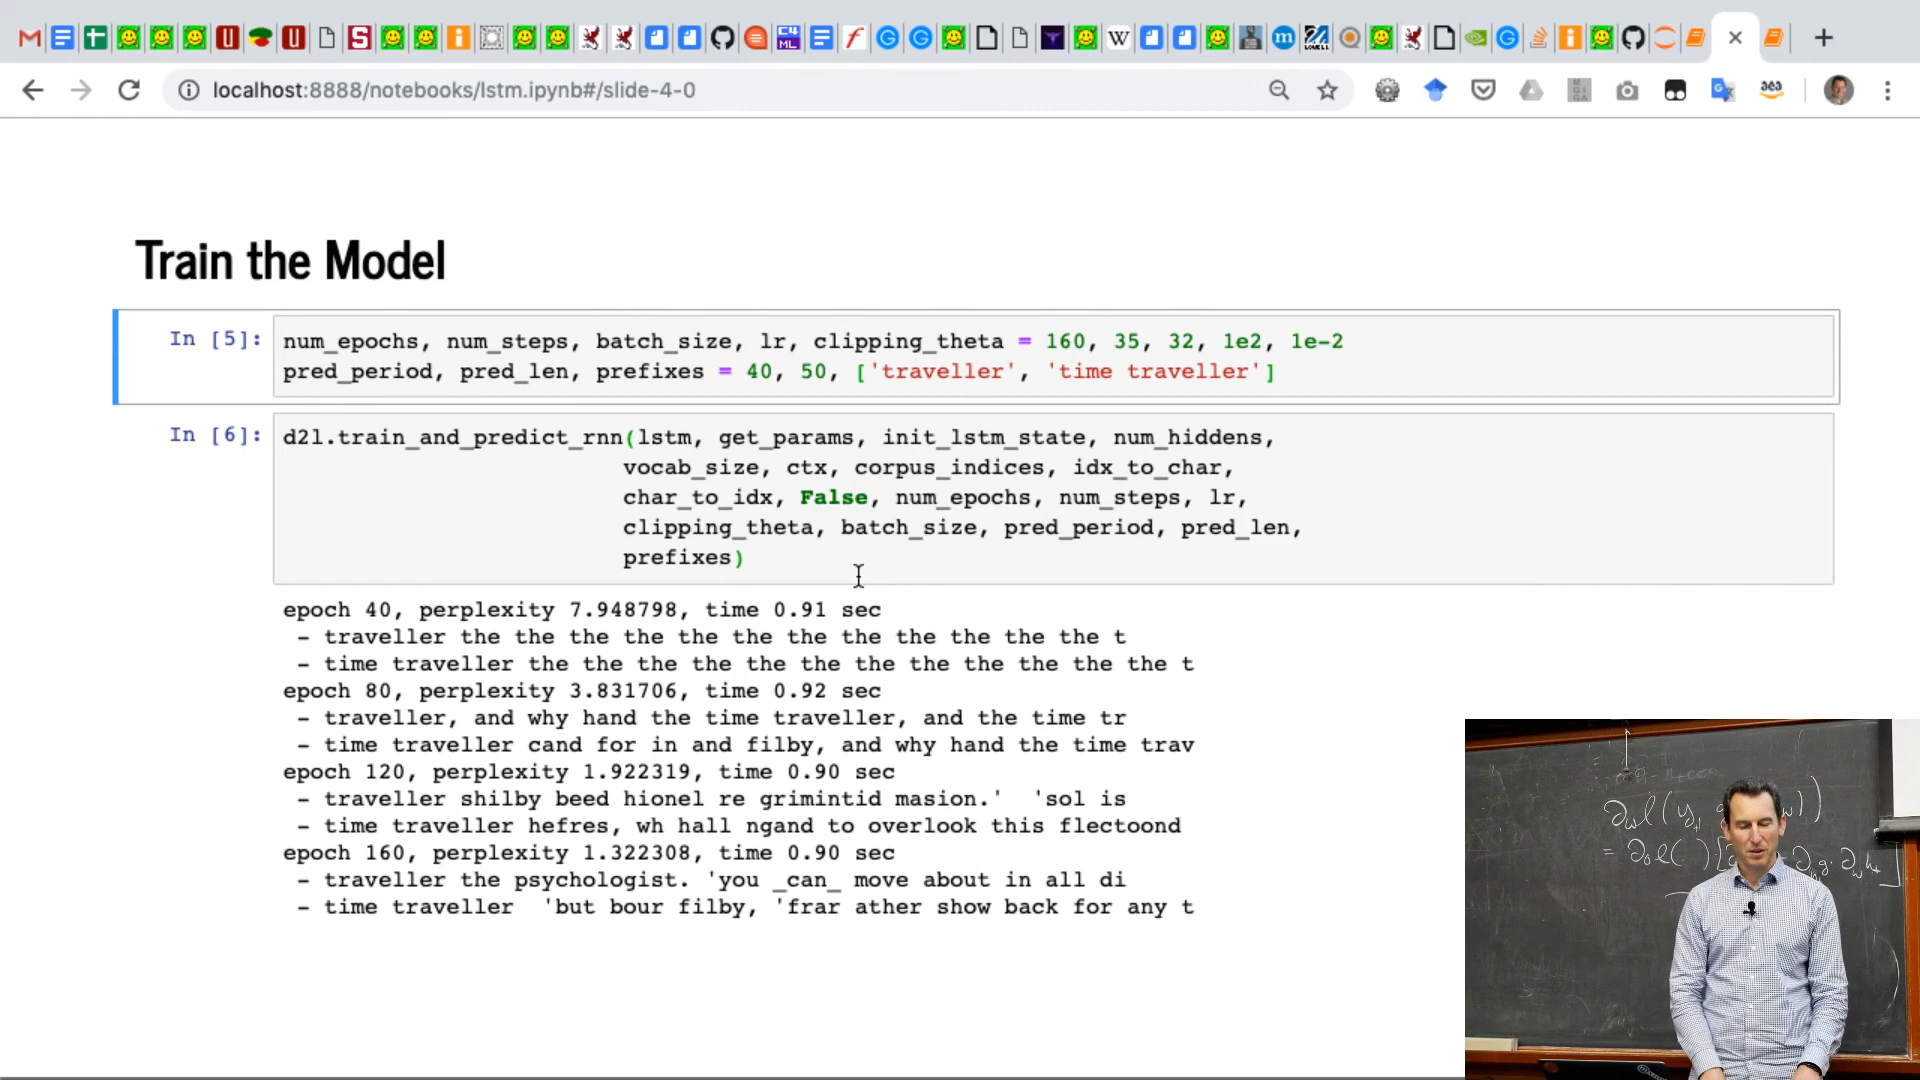 localhost:8888/notebooks/lstm.ipynb#/slide-4-0
Train the Model
In [5]: num_epochs, num_steps, batch_size, lr, clipping_theta = 160, 35, 32, 1e2, 1e-2
pred_period, pred_len, prefixes = 40, 50, ['traveller', 'time traveller']
In [6]: d2l.train_and_predict_rnn(lstm, get_params, init_lstm_state, num_hiddens,
vocab_size, ctx, corpus_indices, idx_to_char,
char_to_idx, False, num_epochs, num_steps, lr,
clipping_theta, batch_size, pred_period, pred_len,
prefixes)
epoch 40, perplexity 7.948798, time 0.91 sec
- traveller the the the the the the the the the the the the t
- time traveller the the the the the the the the the the the the t
epoch 80, perplexity 3.831706, time 0.92 sec
- traveller, and why hand the time traveller, and the time tr
- time traveller cand for in and filby, and why hand the time trav
epoch 120, perplexity 1.922319, time 0.90 sec
- traveller shilby beed hionel re grimintid masion.' 'sol is
- time traveller hefres, wh hall ngand to overlook this flectoond
epoch 160, perplexity 1.322308, time 0.90 sec
- traveller the psychologist. 'you _can_ move about in all di
- time traveller 'but bour filby, 'frar ather show back for any t